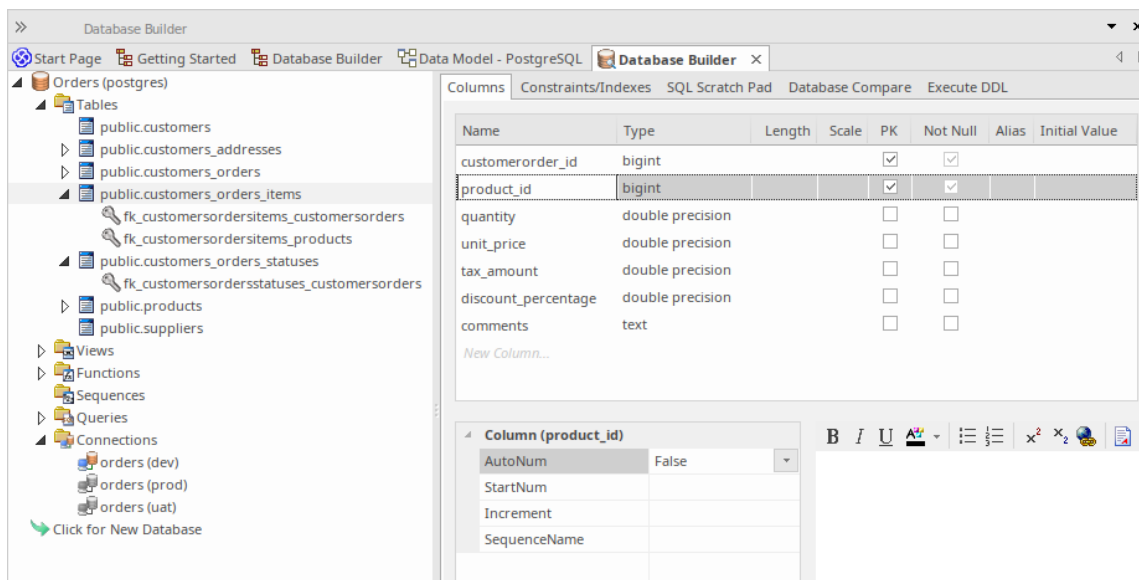 Database Builder
Start Page Getting Started Database Builder Data Model - PostgreSQL Database Builder
Orders (postgres)
Tables
public.customers
public.customers_addresses
public.customers_orders
public.customers_orders_items
fk_customersordersitems_customersorders
fk_customersordersitems_products
public.customers_orders_statuses
fk_customersordersstatuses_customersorders
public.products
public.suppliers
Views
Functions
Sequences
Queries
Connections
orders (dev)
orders (prod)
orders (uat)
Click for New Database
Columns Constraints/Indexes SQL Scratch Pad Database Compare Execute DDL
Name Type Length Scale PK Not Null Alias Initial Value
customerorder_id bigint
product_id bigint
quantity double precision
unit_price double precision
tax_amount double precision
discount_percentage double precision
comments text
New Column...
Column (product_id)
AutoNum False
StartNum
Increment
SequenceName
B I U A x² x₂